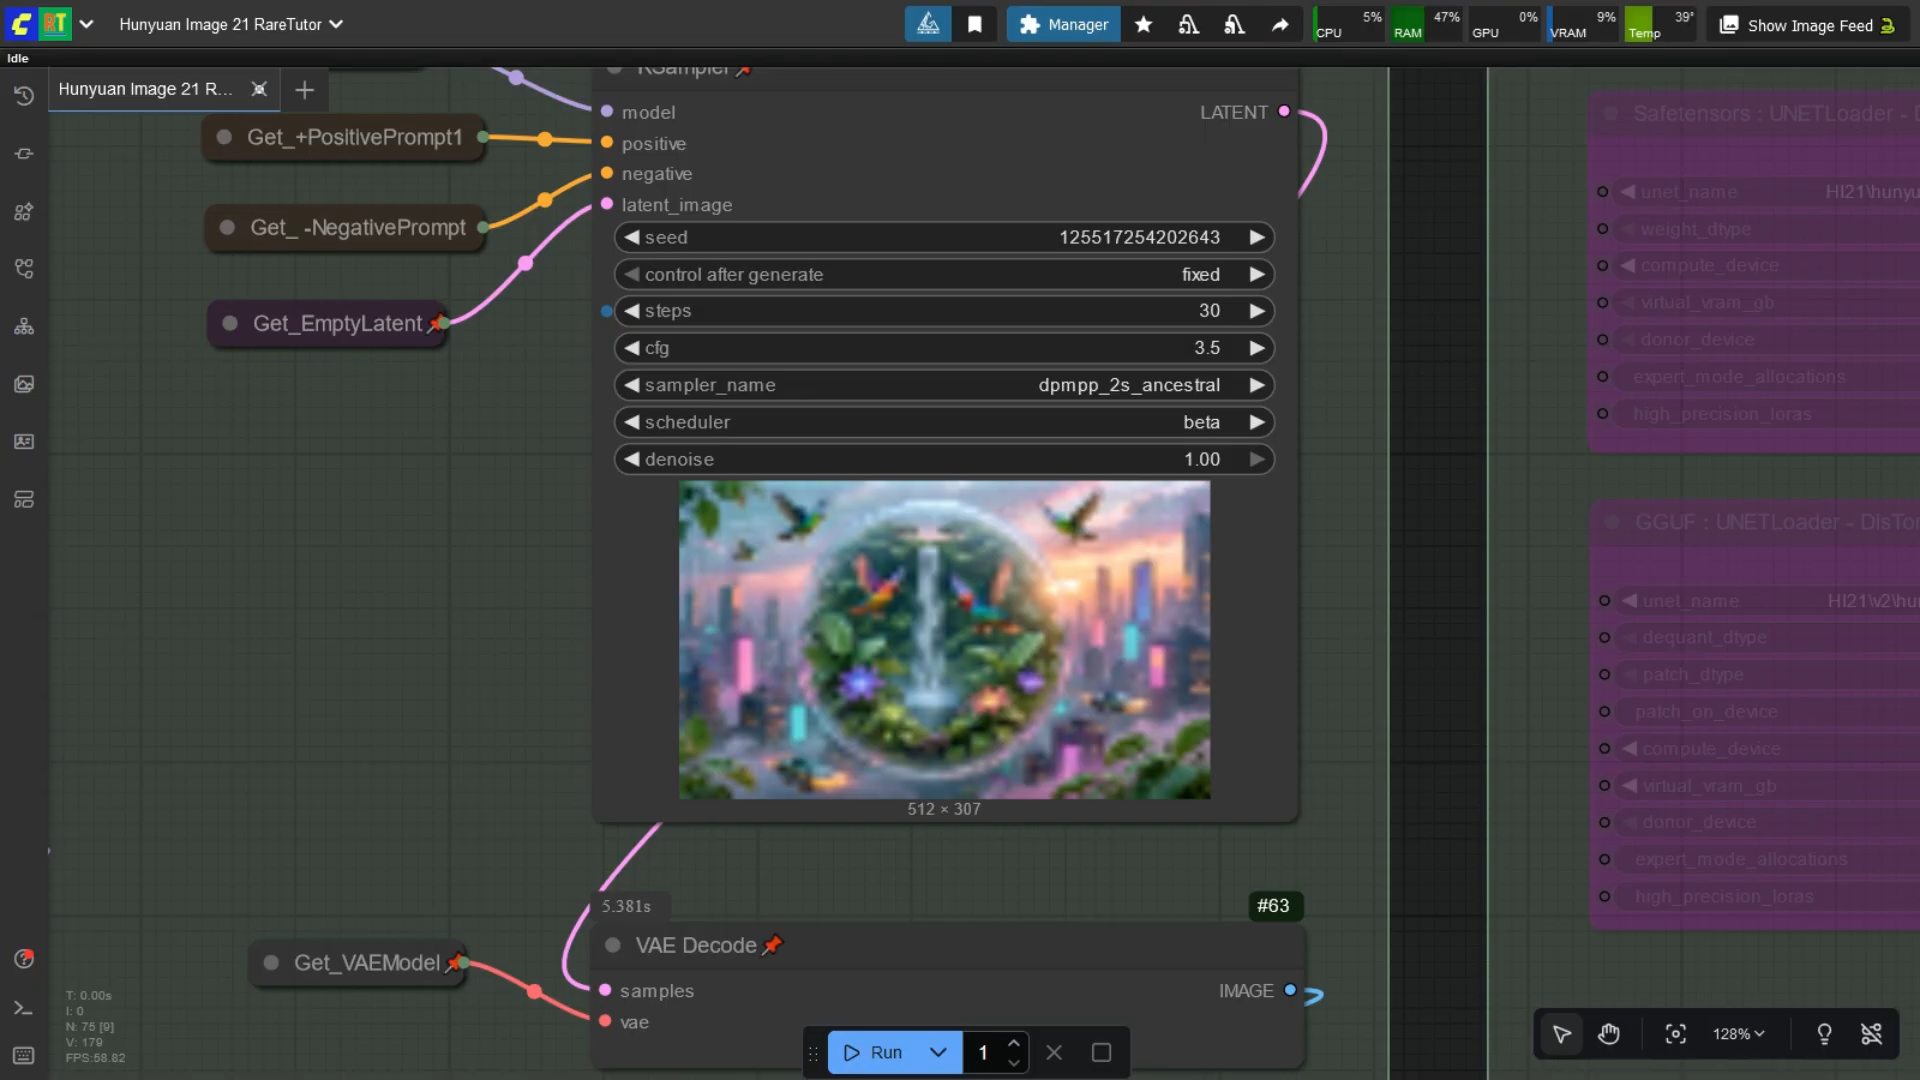 Hunyuan Image 21 RareTutor
Manager
5%
CPU
47%
RAM
0%
GPU
9%
VRAM
39°
Temp
Show Image Feed
Idle
Hunyuan Image 21 R...
KSampler
Get_+PositivePrompt1
Get_ -NegativePrompt
Get_EmptyLatent
model
LATENT
positive
negative
latent_image
seed 125517254202643
control after generate fixed
steps 30
cfg 3.5
sampler_name dpmpp_2s_ancestral
scheduler beta
denoise 1.00
512 × 307
5.381s
#63
VAE Decode
Get_VAEModel
samples
IMAGE
vae
Safetensors : UNETLoader - D
unet_name HI21\hunyu
weight_dtype
compute_device
virtual_vram_gb
donor_device
expert_mode_allocations
high_precision_loras
GGUF : UNETLoader - DisTor
unet_name HI21\v2\hun
dequant_dtype
patch_dtype
patch_on_device
compute_device
virtual_vram_gb
donor_device
expert_mode_allocations
high_precision_loras
T: 0.00s
I: 0
N: 75 [9]
V: 179
FPS:58.82
Run
1
128%